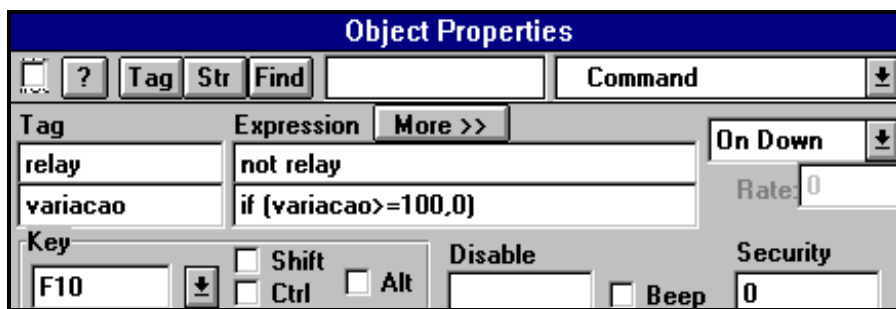 Object Properties
? Tag Str Find Command
Tag Expression More >> On Down
relay not relay
Rate: 0
variacao if (variacao>=100,0)
Key Shift Alt Disable Security
F10 Ctrl Beep 0